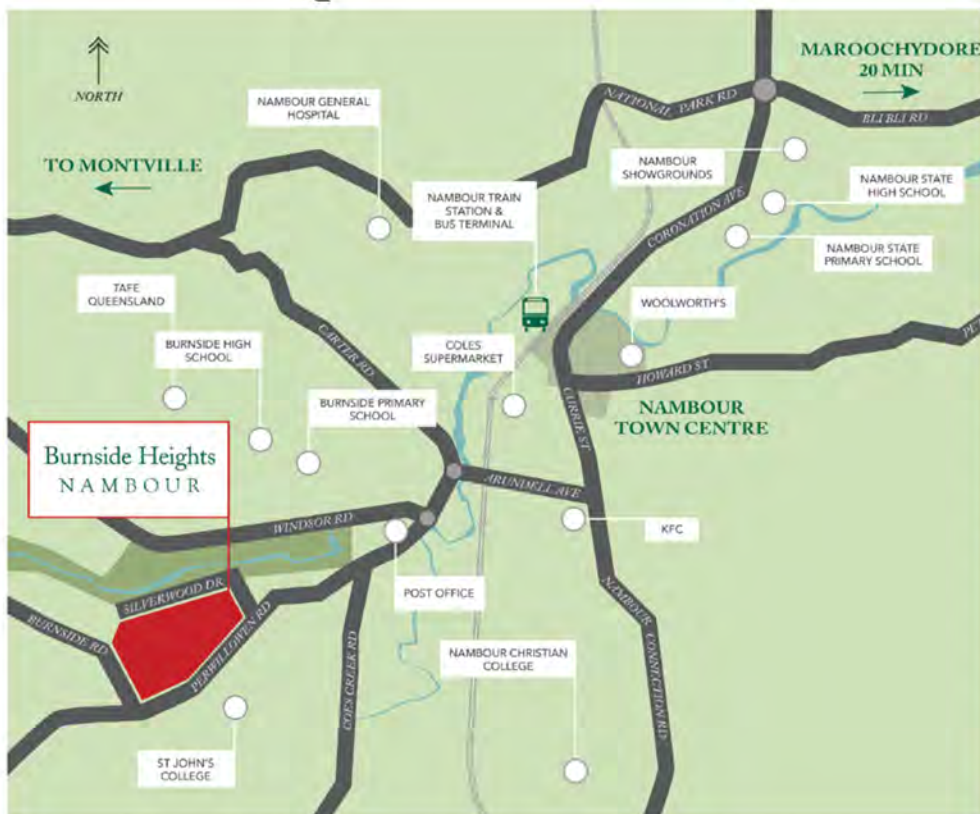 MAROOCHYDORE
20 MIN
NORTH
NATIONAL PARK RD
BLI BLI RD
NAMBOUR GENERAL
HOSPITAL
TO MONTVILLE
NAMBOUR
SHOWGROUNDS
NAMBOUR STATE
HIGH SCHOOL
NAMBOUR TRAIN
STATION &
BUS TERMINAL
CORONATION AVE
NAMBOUR STATE
PRIMARY SCHOOL
TAFE
QUEENSLAND
WOOLWORTH'S
CARTER RD
BURNSIDE HIGH
SCHOOL
COLES
SUPERMARKET
HOWARD ST
BURNSIDE PRIMARY
SCHOOL
CURRIE ST
NAMBOUR
TOWN CENTRE
Burnside Heights
NAMBOUR
ARUNDELL AVE
WINDSOR RD
KFC
SILVERWOOD DR
POST OFFICE
BURNSIDE RD
PERWILLOWEN RD
COES CREEK RD
NAMBOUR CONNECTION RD
NAMBOUR CHRISTIAN
COLLEGE
ST JOHN'S
COLLEGE